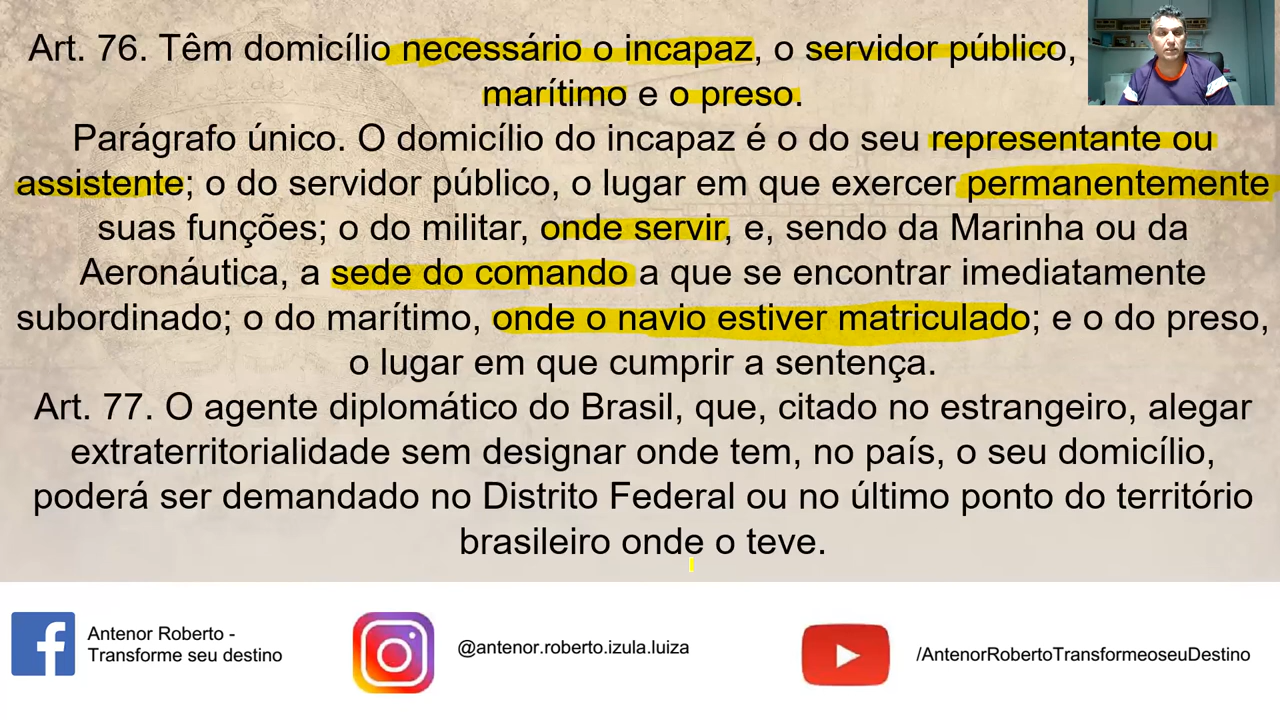 Art. 76. Têm domicílio necessário o incapaz, o servidor público,
marítimo e o preso.
Parágrafo único. O domicílio do incapaz é o do seu representante ou
assistente; o do servidor público, o lugar em que exercer permanentemente
suas funções; o do militar, onde servir, e, sendo da Marinha ou da
Aeronáutica, a sede do comando a que se encontrar imediatamente
subordinado; o do marítimo, onde o navio estiver matriculado; e o do preso,
o lugar em que cumprir a sentença.
Art. 77. O agente diplomático do Brasil, que, citado no estrangeiro, alegar
extraterritorialidade sem designar onde tem, no país, o seu domicílio,
poderá ser demandado no Distrito Federal ou no último ponto do território
brasileiro onde o teve.
Antenor Roberto -
Transforme seu destino
@antenor.roberto.izula.luiza
/AntenorRobertoTransformeoseuDestino